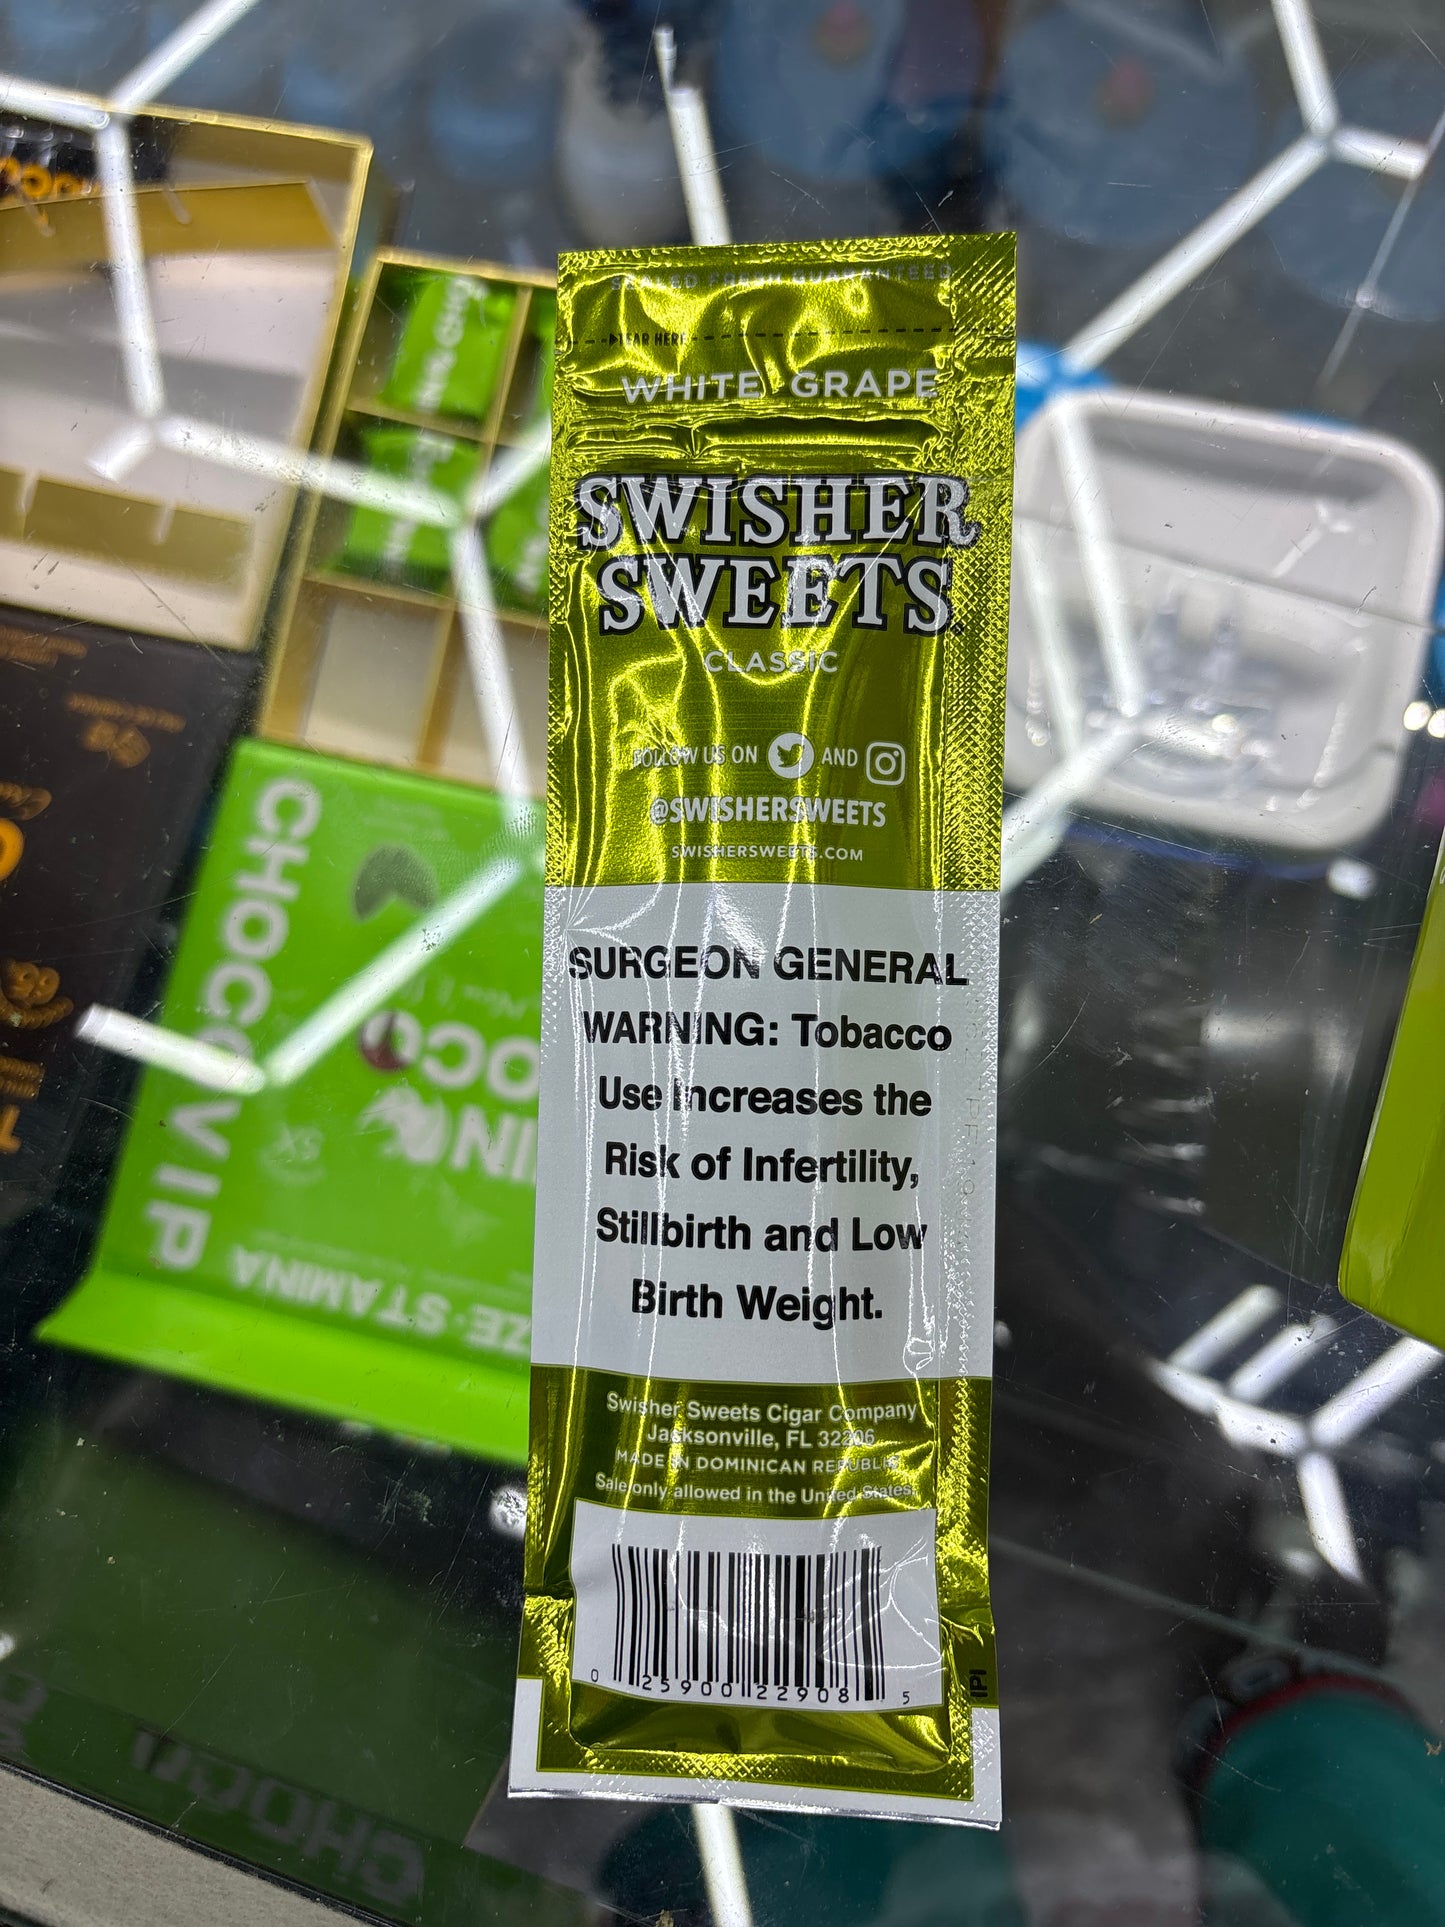 SEALED FRESH GUARANTEED
TEAR HERE
WHITE GRAPE
SWISHER
SWEETS
CLASSIC
FOLLOW US ON AND
@SWISHERSWEETS
SWISHERSWEETS.COM
SURGEON GENERAL
WARNING: Tobacco
Use Increases the
Risk of Infertility,
Stillbirth and Low
Birth Weight.
Swisher Sweets Cigar Company
Jacksonville, FL 32206
MADE IN DOMINICAN REPUBLIC
Sale only allowed in the United States.
0 25900 22908 5
IPI
CHOCO VIP
STAMINA